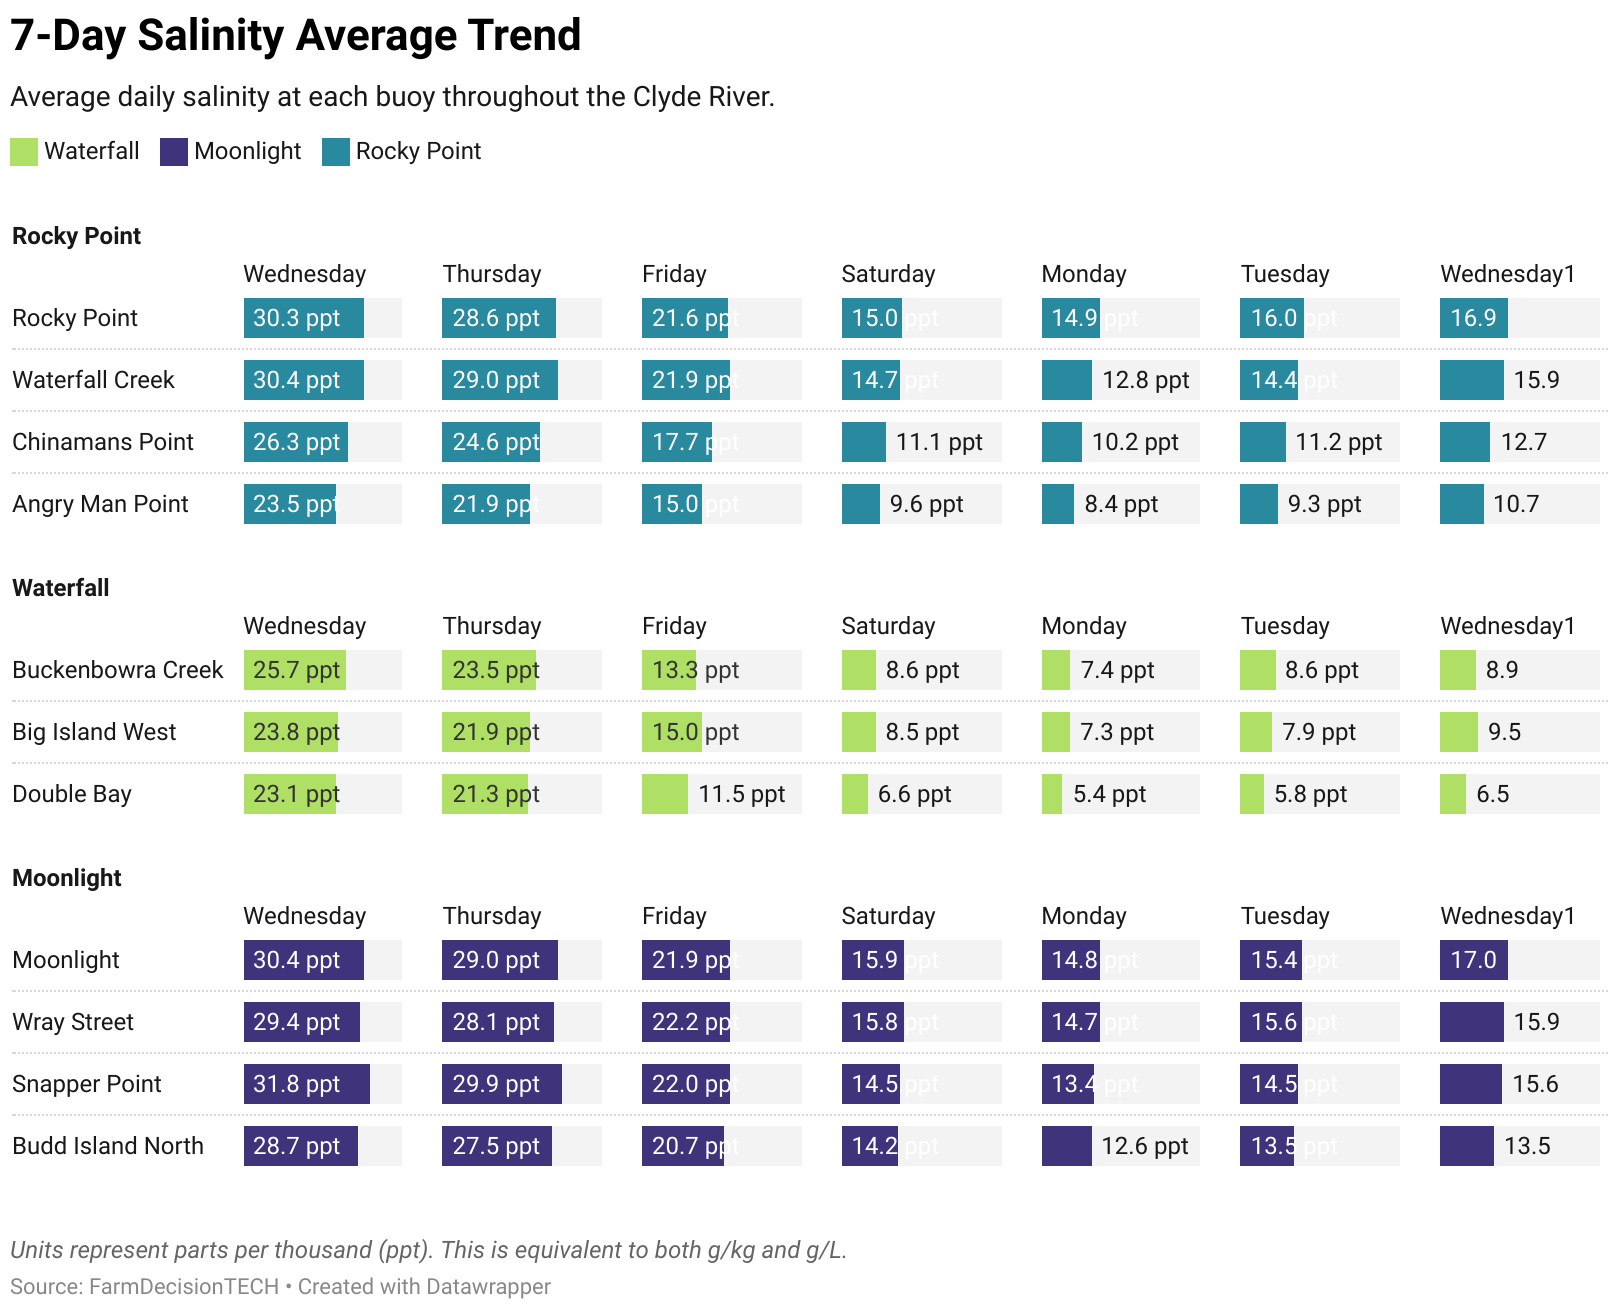 7-Day Salinity Average Trend
Average daily salinity at each buoy throughout the Clyde River.
Waterfall Moonlight Rocky Point
Rocky Point
Wednesday Thursday Friday Saturday Monday Tuesday Wednesday1
Rocky Point 30.3 ppt 28.6 ppt 21.6 ppt 15.0 ppt 14.9 ppt 16.0 ppt 16.9
Waterfall Creek 30.4 ppt 29.0 ppt 21.9 ppt 14.7 ppt 12.8 ppt 14.4 ppt 15.9
Chinamans Point 26.3 ppt 24.6 ppt 17.7 ppt 11.1 ppt 10.2 ppt 11.2 ppt 12.7
Angry Man Point 23.5 ppt 21.9 ppt 15.0 ppt 9.6 ppt 8.4 ppt 9.3 ppt 10.7
Waterfall
Wednesday Thursday Friday Saturday Monday Tuesday Wednesday1
Buckenbowra Creek 25.7 ppt 23.5 ppt 13.3 ppt 8.6 ppt 7.4 ppt 8.6 ppt 8.9
Big Island West 23.8 ppt 21.9 ppt 15.0 ppt 8.5 ppt 7.3 ppt 7.9 ppt 9.5
Double Bay 23.1 ppt 21.3 ppt 11.5 ppt 6.6 ppt 5.4 ppt 5.8 ppt 6.5
Moonlight
Wednesday Thursday Friday Saturday Monday Tuesday Wednesday1
Moonlight 30.4 ppt 29.0 ppt 21.9 ppt 15.9 ppt 14.8 ppt 15.4 ppt 17.0
Wray Street 29.4 ppt 28.1 ppt 22.2 ppt 15.8 ppt 14.7 ppt 15.6 ppt 15.9
Snapper Point 31.8 ppt 29.9 ppt 22.0 ppt 14.5 ppt 13.4 ppt 14.5 ppt 15.6
Budd Island North 28.7 ppt 27.5 ppt 20.7 ppt 14.2 ppt 12.6 ppt 13.5 ppt 13.5
Units represent parts per thousand (ppt). This is equivalent to both g/kg and g/L.
Source: FarmDecisionTECH • Created with Datawrapper